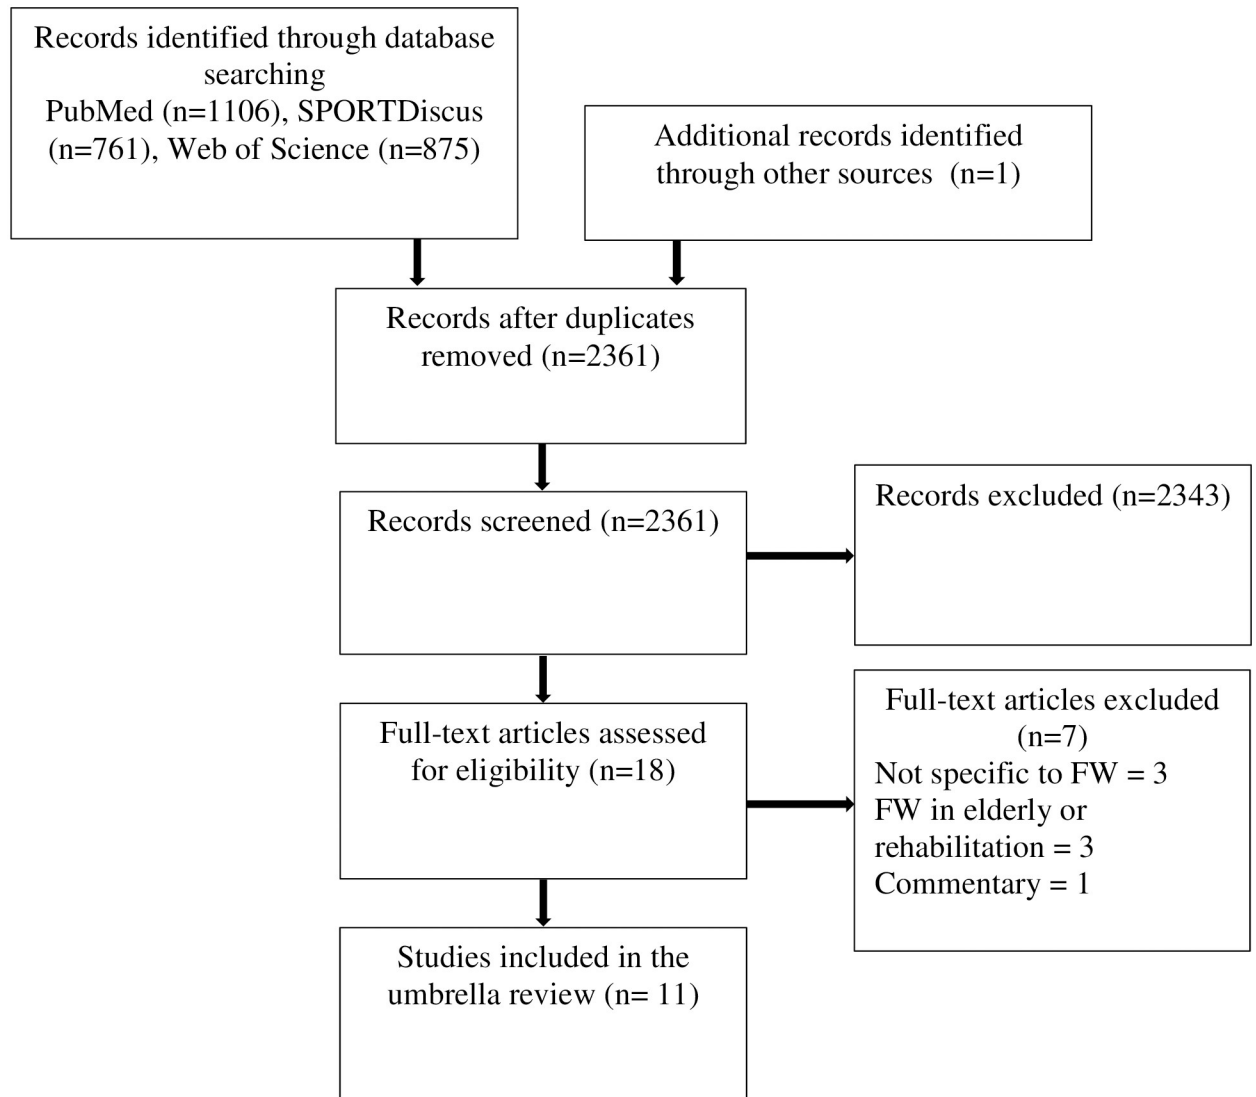 Records identified through database
searching
PubMed (n=1106), SPORTDiscus
(n=761), Web of Science (n=875)
Additional records identified
through other sources  (n=1)
Records after duplicates
removed (n=2361)
Records screened (n=2361)
Records excluded (n=2343)
Full-text articles assessed
for eligibility (n=18)
Full-text articles excluded
(n=7)
Not specific to FW = 3
FW in elderly or
rehabilitation = 3
Commentary = 1
Studies included in the
umbrella review (n= 11)